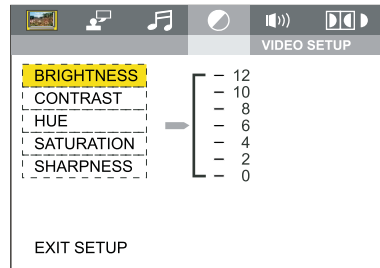 VIDEO SETUP
BRIGHTNESS
CONTRAST
HUE
SATURATION
SHARPNESS
12
10
8
6
4
2
0
EXIT SETUP